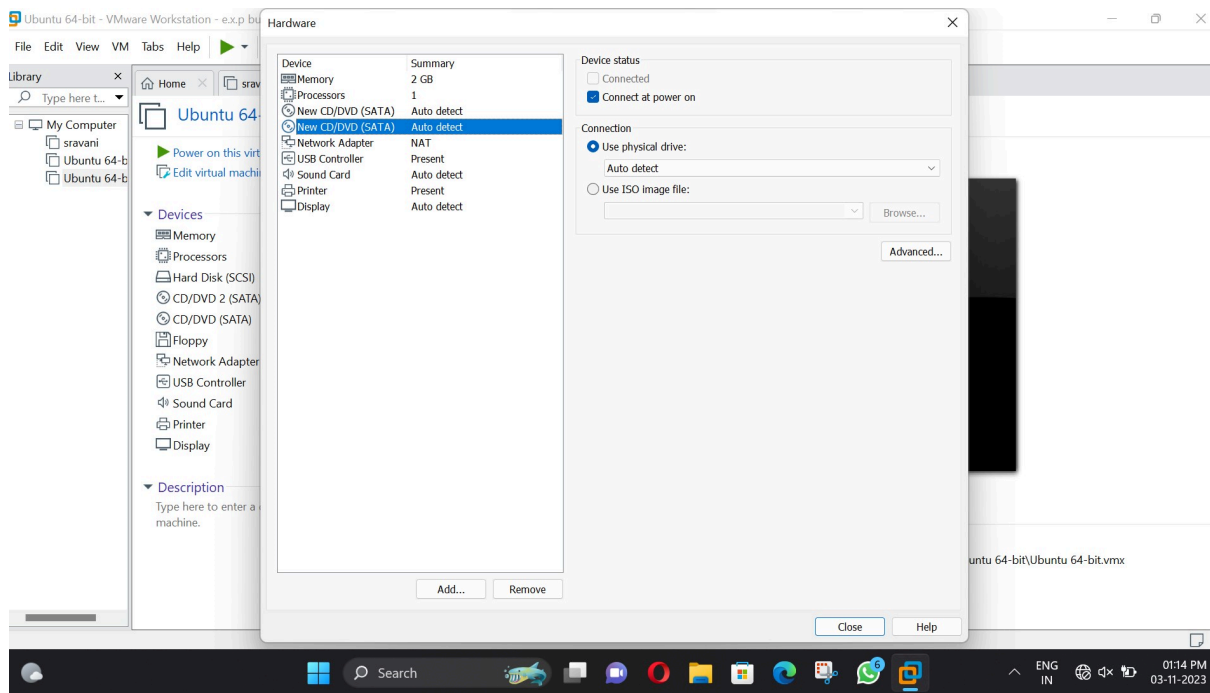 Ubuntu 64-bit - VMware Workstation - e.x.p bu
File Edit View VM Tabs Help
Library
Type here t...
My Computer
sravani
Ubuntu 64-b
Ubuntu 64-b
Home
srav
Ubuntu 64-
Power on this virt
Edit virtual machi
Devices
Memory
Processors
Hard Disk (SCSI)
CD/DVD 2 (SATA)
CD/DVD (SATA)
Floppy
Network Adapter
USB Controller
Sound Card
Printer
Display
Description
Type here to enter a
machine.
Hardware
Device Summary
Memory 2 GB
Processors 1
New CD/DVD (SATA) Auto detect
New CD/DVD (SATA) Auto detect
Network Adapter NAT
USB Controller Present
Sound Card Auto detect
Printer Present
Display Auto detect
Add... Remove
Device status
Connected
Connect at power on
Connection
Use physical drive:
Auto detect
Use ISO image file:
Browse...
Advanced...
Close Help
untu 64-bit\Ubuntu 64-bit.vmx
Search
6
ENG
IN
01:14 PM
03-11-2023